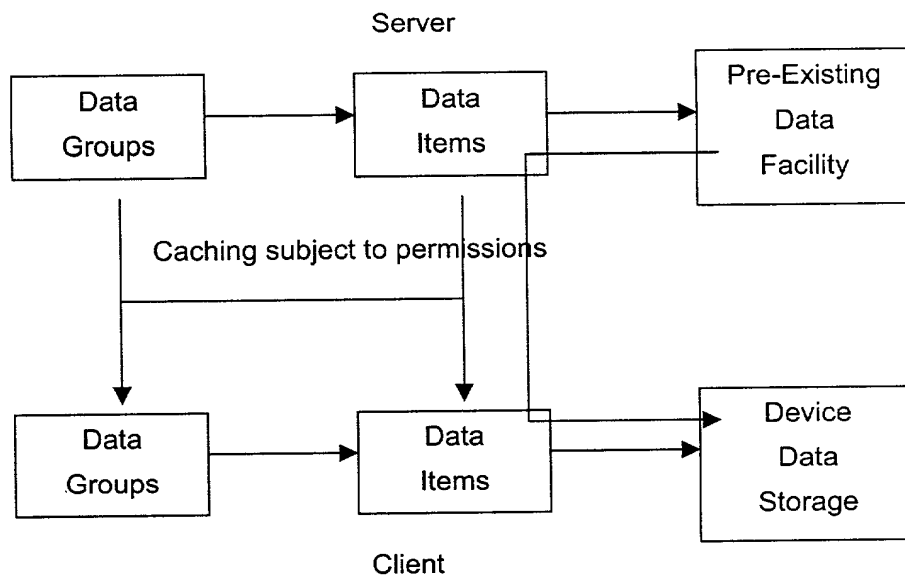 Server
Data
Groups
Data
Items
Pre-Existing
Data
Facility
Caching subject to permissions
Data
Groups
Data
Items
Device
Data
Storage
Client